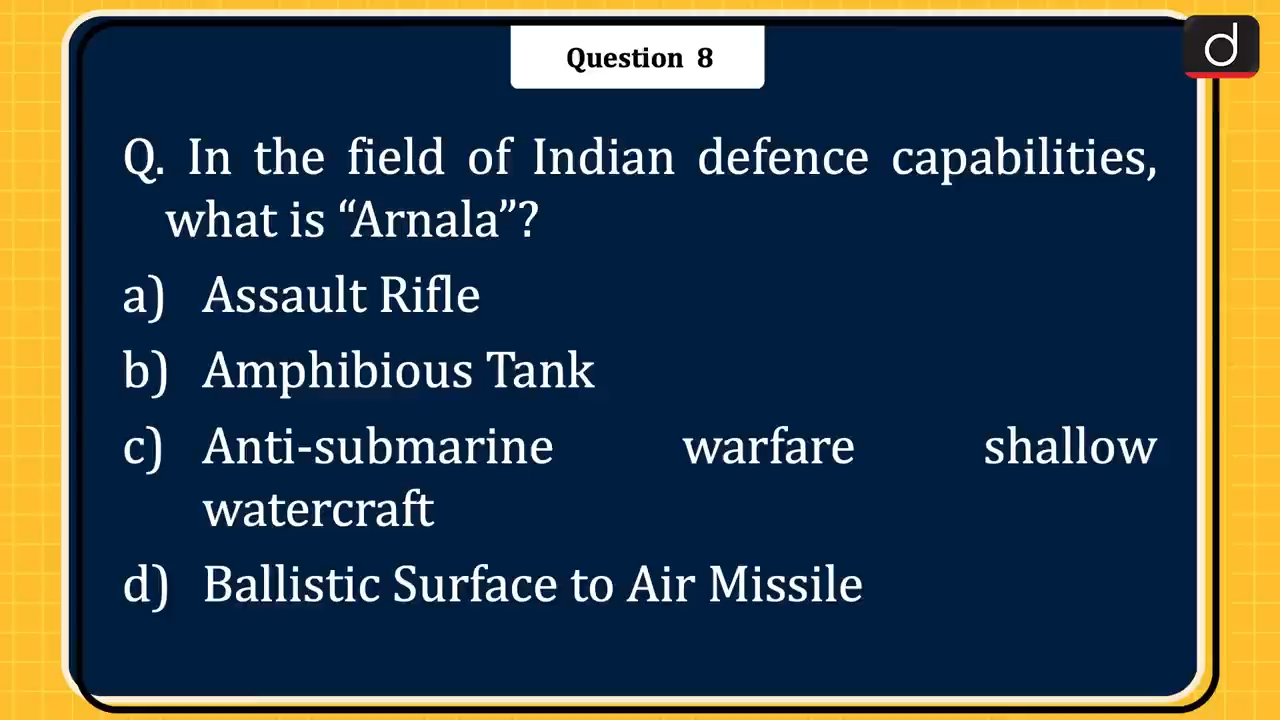 Question 8
d
Q. In the field of Indian defence capabilities,
what is “Arnala”?
a) Assault Rifle
b) Amphibious Tank
c) Anti-submarine warfare shallow
watercraft
d) Ballistic Surface to Air Missile